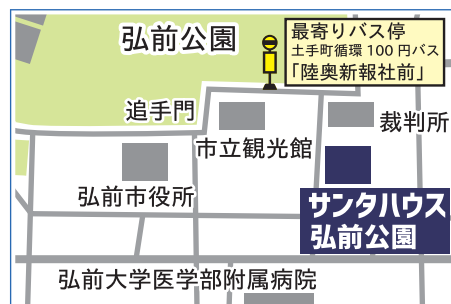 弘前公園
最寄りバス停
土手町循環100円バス
「陸奥新報社前」
追手門
市立観光館
裁判所
弘前市役所
サンタハウス
弘前公園
弘前大学医学部附属病院